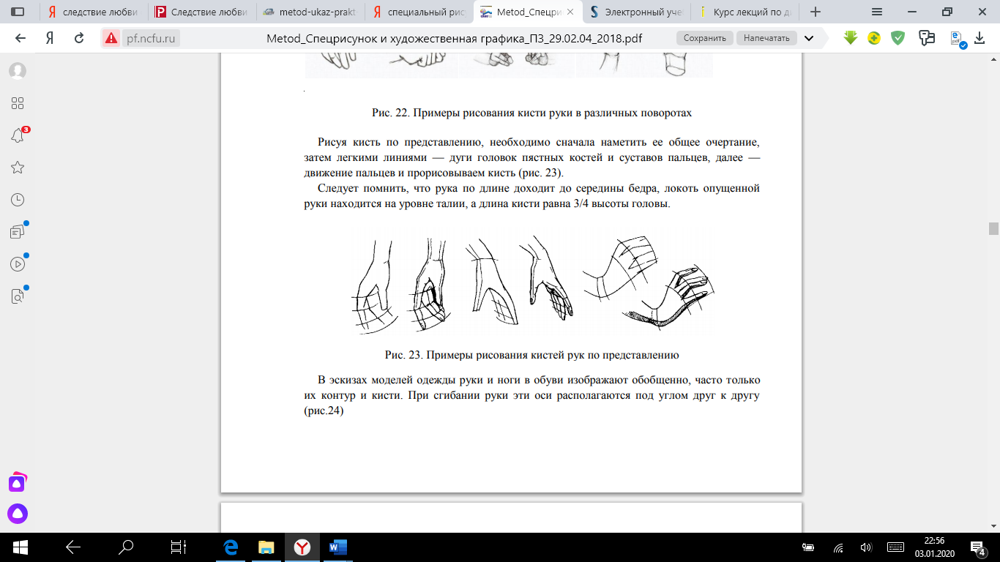 следствие любви
Следствие любви
metod-ukaz-prakt
специальный рис
Metod_Спецри
Электронный уче
Курс лекций по д
pf.ncfu.ru
Metod_Спецрисунок и художественная графика_ПЗ_29.02.04_2018.pdf
Сохранить
Напечатать
3
Рис. 22. Примеры рисования кисти руки в различных поворотах
Рисуя кисть по представлению, необходимо сначала наметить ее общее очертание,
затем легкими линиями — дуги головок пястных костей и суставов пальцев, далее —
движение пальцев и прорисовываем кисть (рис. 23).
Следует помнить, что рука по длине доходит до середины бедра, локоть опущенной
руки находится на уровне талии, а длина кисти равна 3/4 высоты головы.
Рис. 23. Примеры рисования кистей рук по представлению
В эскизах моделей одежды руки и ноги в обуви изображают обобщенно, часто только
их контур и кисти. При сгибании руки эти оси располагаются под углом друг к другу
(рис.24)
22:56
03.01.2020
4